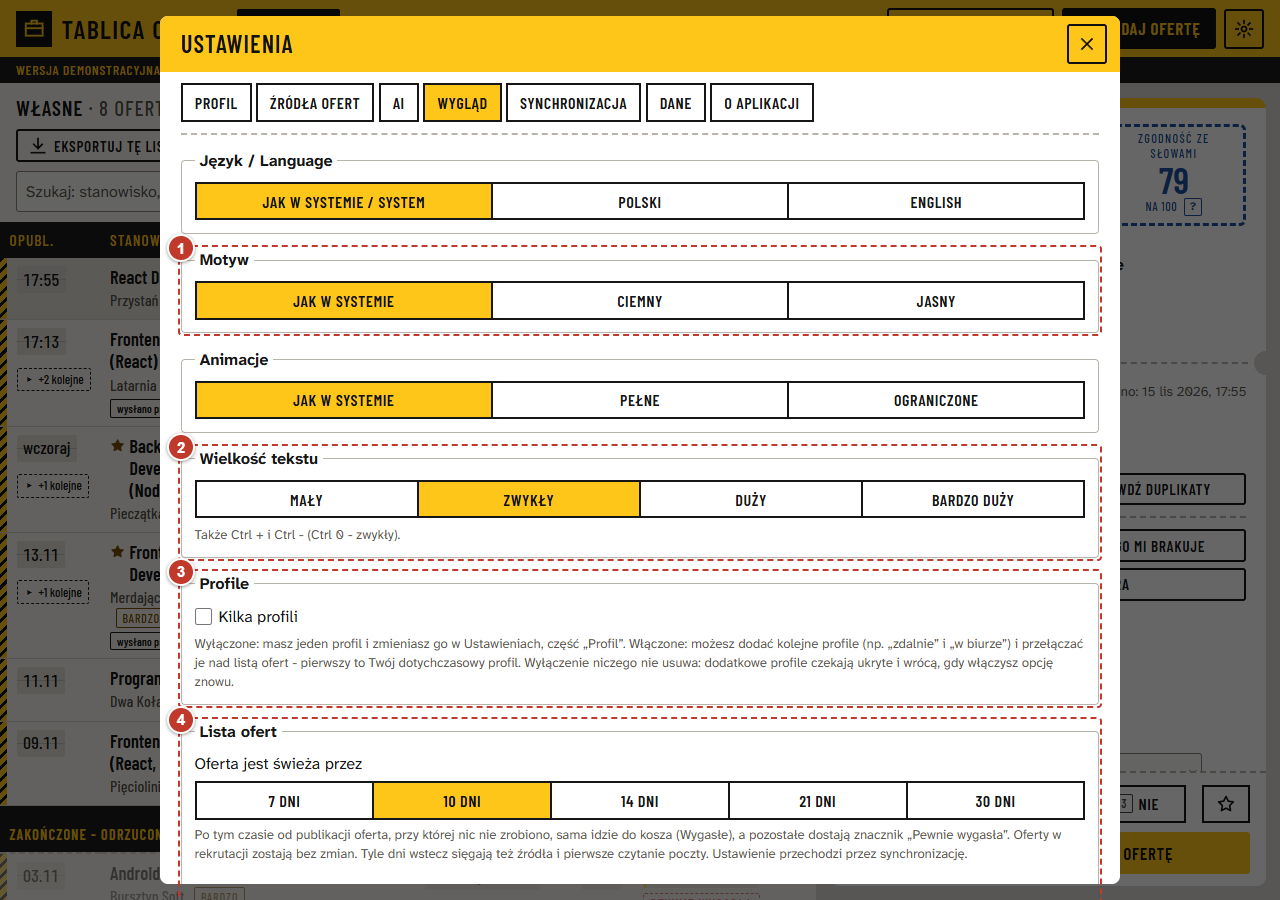 TABLICA O
DAJ OFERTĘ
WERSJA DEMONSTRACYJNA
WŁASNE · 8 OFERT
EKSPORTUJ TĘ LIS
Szukaj: stanowisko,
OPUBL. STANOW
17:55 React D
Przystań
17:13 Fronten
(React)
+2 kolejne Latarnia
wysłano p
wczoraj Back
Deve
+1 kolejne (Nod
Pieczątka
13.11 Front
Deve
+1 kolejne Merdając
BARDZO
wysłano p
11.11 Program
Dwa Koła
09.11 Fronten
(React,
Pięciolini
ZAKOŃCZONE - ODRZUCON
03.11 Android
Bursztyn Soft BARDZO
USTAWIENIA
PROFIL ŹRÓDŁA OFERT AI WYGLĄD SYNCHRONIZACJA DANE O APLIKACJI
Język / Language
JAK W SYSTEMIE / SYSTEM POLSKI ENGLISH
1
Motyw
JAK W SYSTEMIE CIEMNY JASNY
Animacje
JAK W SYSTEMIE PEŁNE OGRANICZONE
2
Wielkość tekstu
MAŁY ZWYKŁY DUŻY BARDZO DUŻY
Także Ctrl + i Ctrl - (Ctrl 0 - zwykły).
3
Profile
Kilka profili
Wyłączone: masz jeden profil i zmieniasz go w Ustawieniach, część „Profil”. Włączone: możesz dodać kolejne profile (np. „zdalnie” i „w biurze”) i przełączać
je nad listą ofert - pierwszy to Twój dotychczasowy profil. Wyłączenie niczego nie usuwa: dodatkowe profile czekają ukryte i wrócą, gdy włączysz opcję
znowu.
4
Lista ofert
Oferta jest świeża przez
7 DNI 10 DNI 14 DNI 21 DNI 30 DNI
Po tym czasie od publikacji oferta, przy której nic nie zrobiono, sama idzie do kosza (Wygasłe), a pozostałe dostają znacznik „Pewnie wygasła”. Oferty w
rekrutacji zostają bez zmian. Tyle dni wstecz sięgają też źródła i pierwsze czytanie poczty. Ustawienie przechodzi przez synchronizację.
ZGODNOŚĆ ZE
SŁOWAMI
79
NA 100 ?
e
no: 15 lis 2026, 17:55
WDŹ DUPLIKATY
GO MI BRAKUJE
RA
3 NIE
OFERTĘ